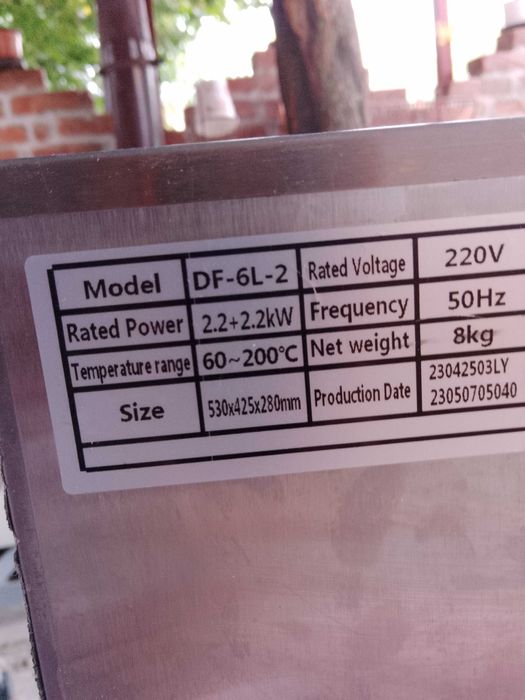 Model DF-6L-2 Rated Voltage 220V
Rated Power 2.2+2.2kW Frequency 50Hz
Temperature range 60~200℃ Net weight 8kg
Size 530x425x280mm Production Date 23042503LY
23050705040